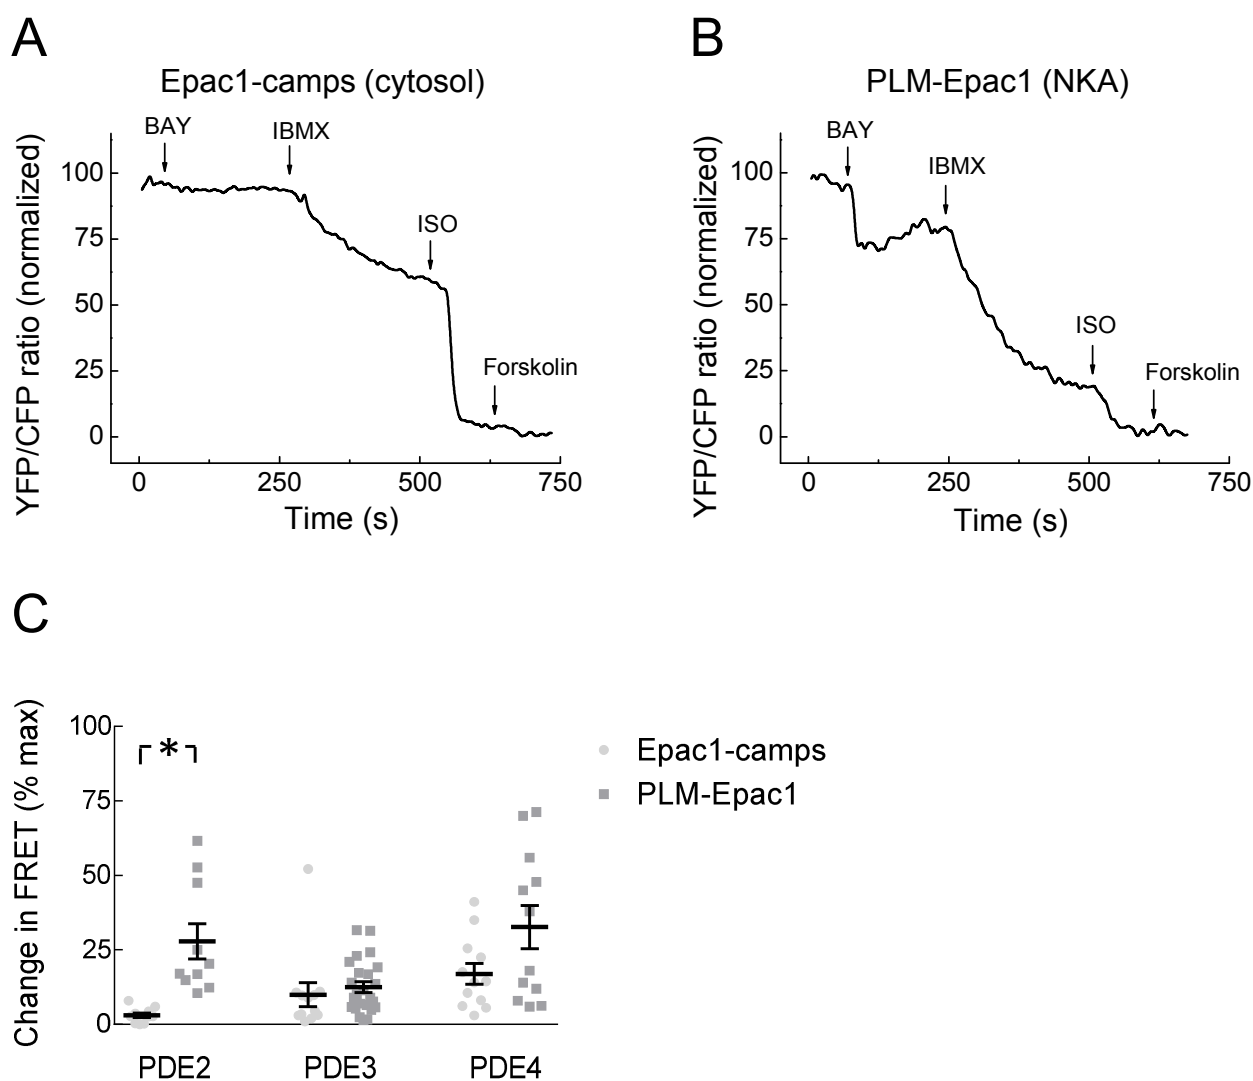 A
Epac1-camps (cytosol)
YFP/CFP ratio (normalized)
100
75
50
25
0
BAY
IBMX
ISO
Forskolin
0 250 500 750
Time (s)
B
PLM-Epac1 (NKA)
YFP/CFP ratio (normalized)
100
75
50
25
0
BAY
IBMX
ISO
Forskolin
0 250 500 750
Time (s)
C
Change in FRET (% max)
100
75
50
25
0
*
PDE2 PDE3 PDE4
Epac1-camps
PLM-Epac1